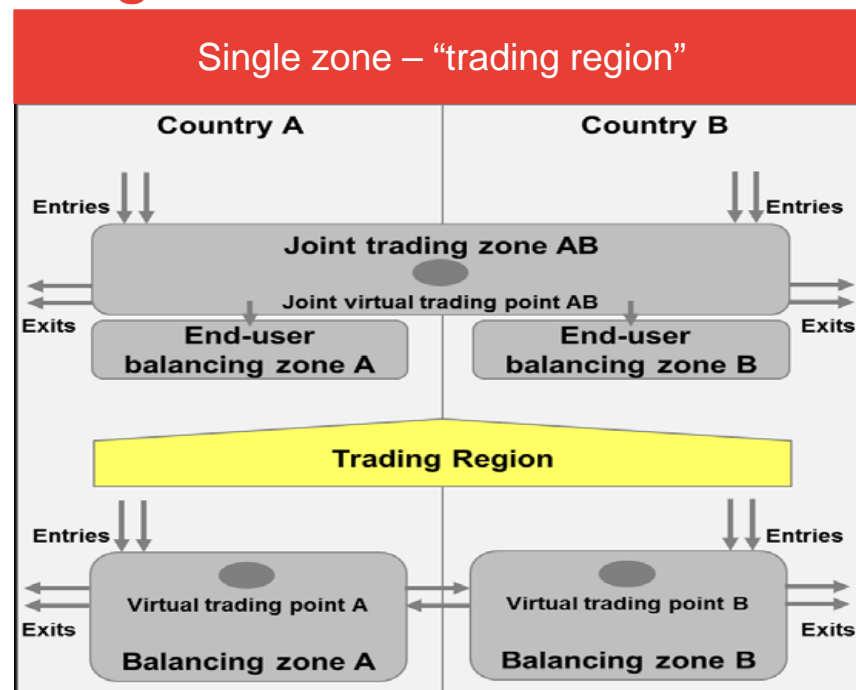 Single zone – “trading region”
Country A
Country B
Entries
Entries
Joint trading zone AB
Joint virtual trading point AB
Exits
Exits
End-user
balancing zone A
End-user
balancing zone B
Trading Region
Entries
Entries
Virtual trading point A
Virtual trading point B
Exits
Exits
Balancing zone A
Balancing zone B